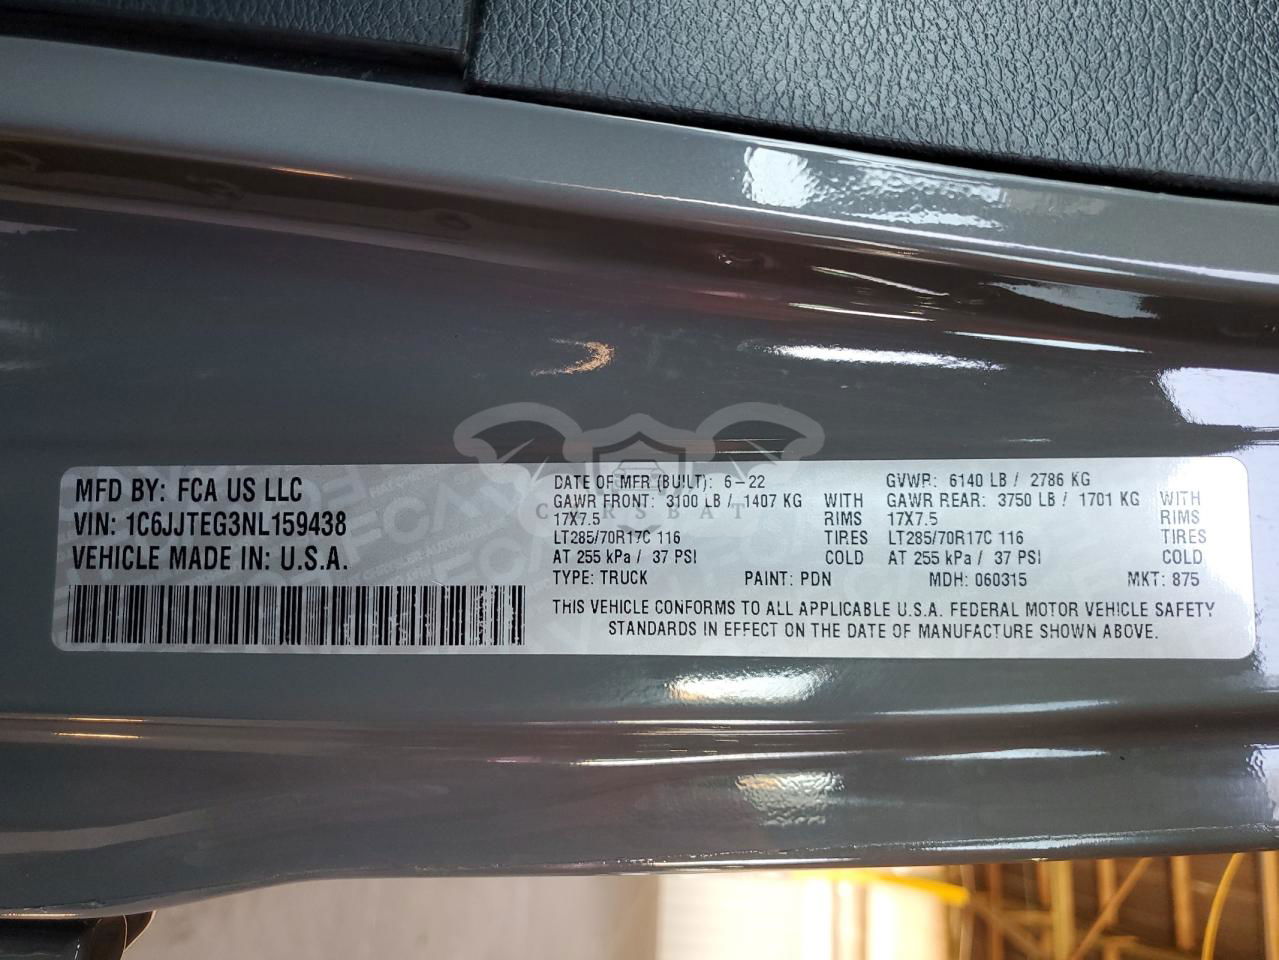 MFD BY: FCA US LLC
VIN: 1C6JJTEG3NL159438
VEHICLE MADE IN: U.S.A.
DATE OF MFR (BUILT): 6-22 GVWR: 6140 LB / 2786 KG
GAWR FRONT: 3100 LB / 1407 KG WITH GAWR REAR: 3750 LB / 1701 KG WITH
17X7.5 RIMS 17X7.5 RIMS
LT285/70R17C 116 TIRES LT285/70R17C 116 TIRES
AT 255 kPa / 37 PSI COLD AT 255 kPa / 37 PSI COLD
TYPE: TRUCK PAINT: PDN MDH: 060315 MKT: 875
THIS VEHICLE CONFORMS TO ALL APPLICABLE U.S.A. FEDERAL MOTOR VEHICLE SAFETY
STANDARDS IN EFFECT ON THE DATE OF MANUFACTURE SHOWN ABOVE.
CARSBAT